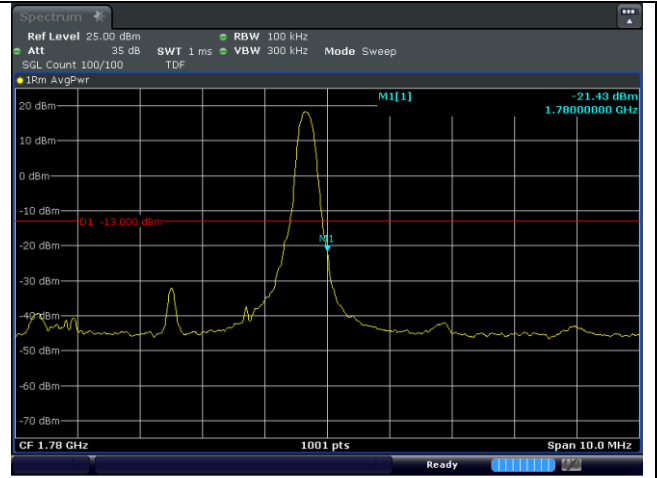 Spectrum
Ref Level 25.00 dBm RBW 100 kHz
Att 35 dB SWT 1 ms VBW 300 kHz Mode Sweep
SGL Count 100/100 TDF
1Rm AvgPwr
M1[1] -21.43 dBm
1.78000000 GHz
20 dBm
10 dBm
0 dBm
-10 dBm
D1 -13.000 dBm
-20 dBm
M1
-30 dBm
-40 dBm
-50 dBm
-60 dBm
-70 dBm
CF 1.78 GHz 1001 pts Span 10.0 MHz
Ready